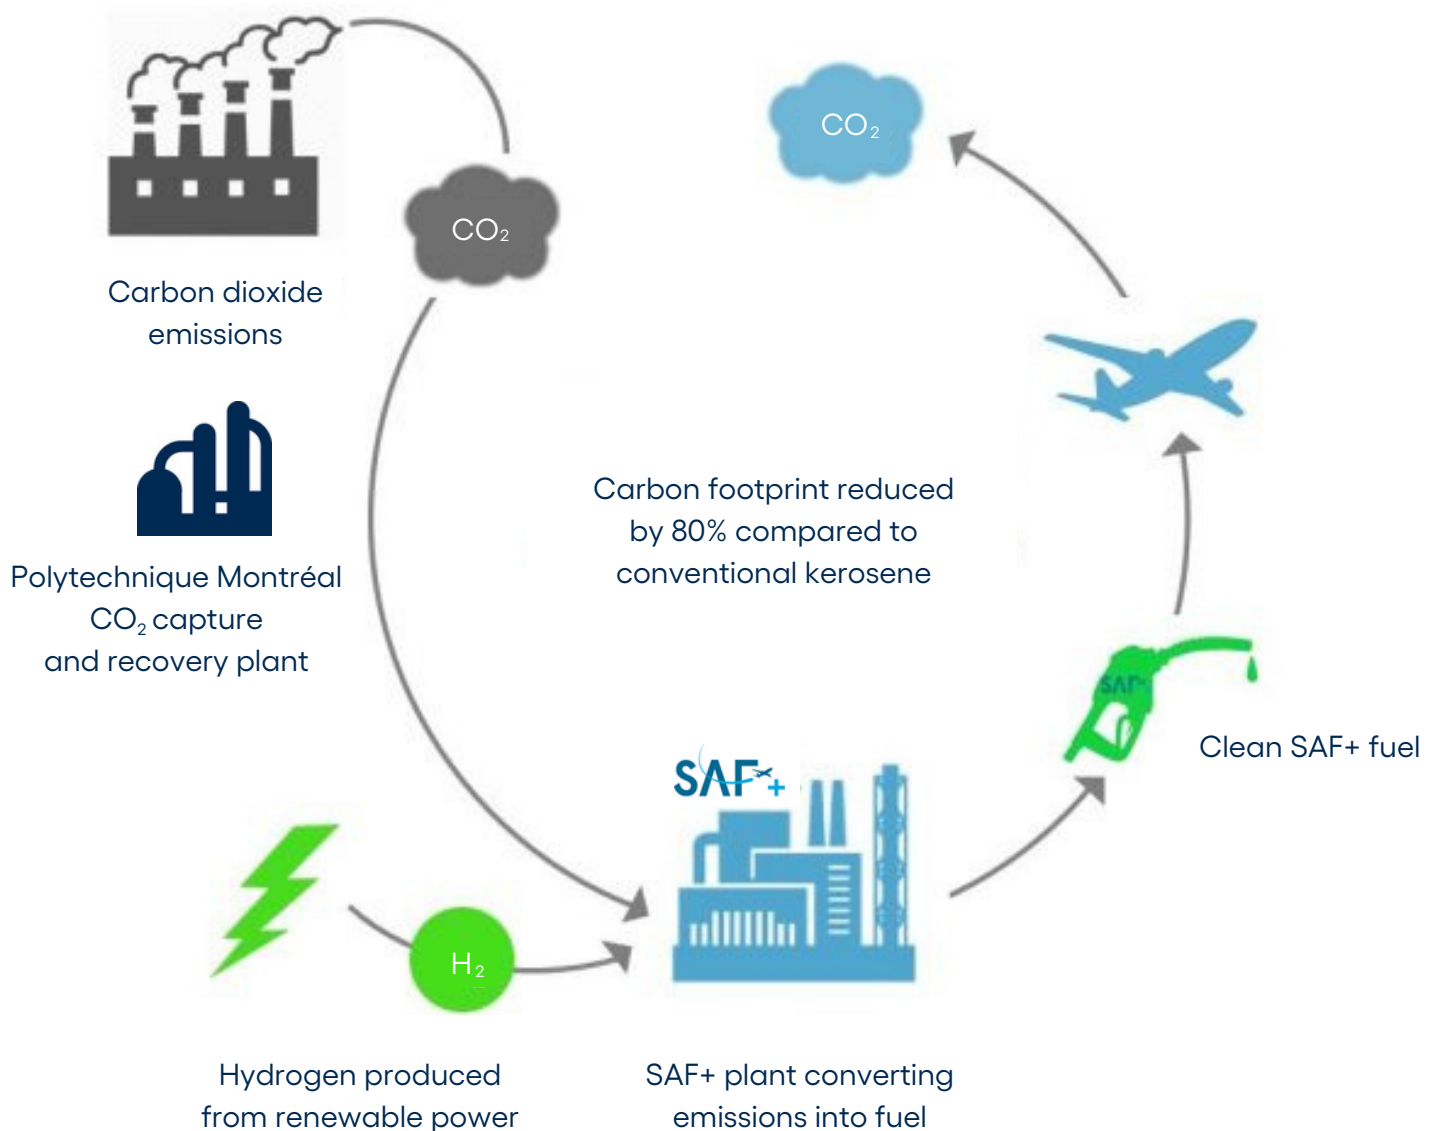 CO₂
CO₂
Carbon dioxide
emissions
Polytechnique Montréal
CO₂ capture
and recovery plant
Carbon footprint reduced
by 80% compared to
conventional kerosene
SAF+
Clean SAF+ fuel
SAF+
H₂
Hydrogen produced
from renewable power
SAF+ plant converting
emissions into fuel